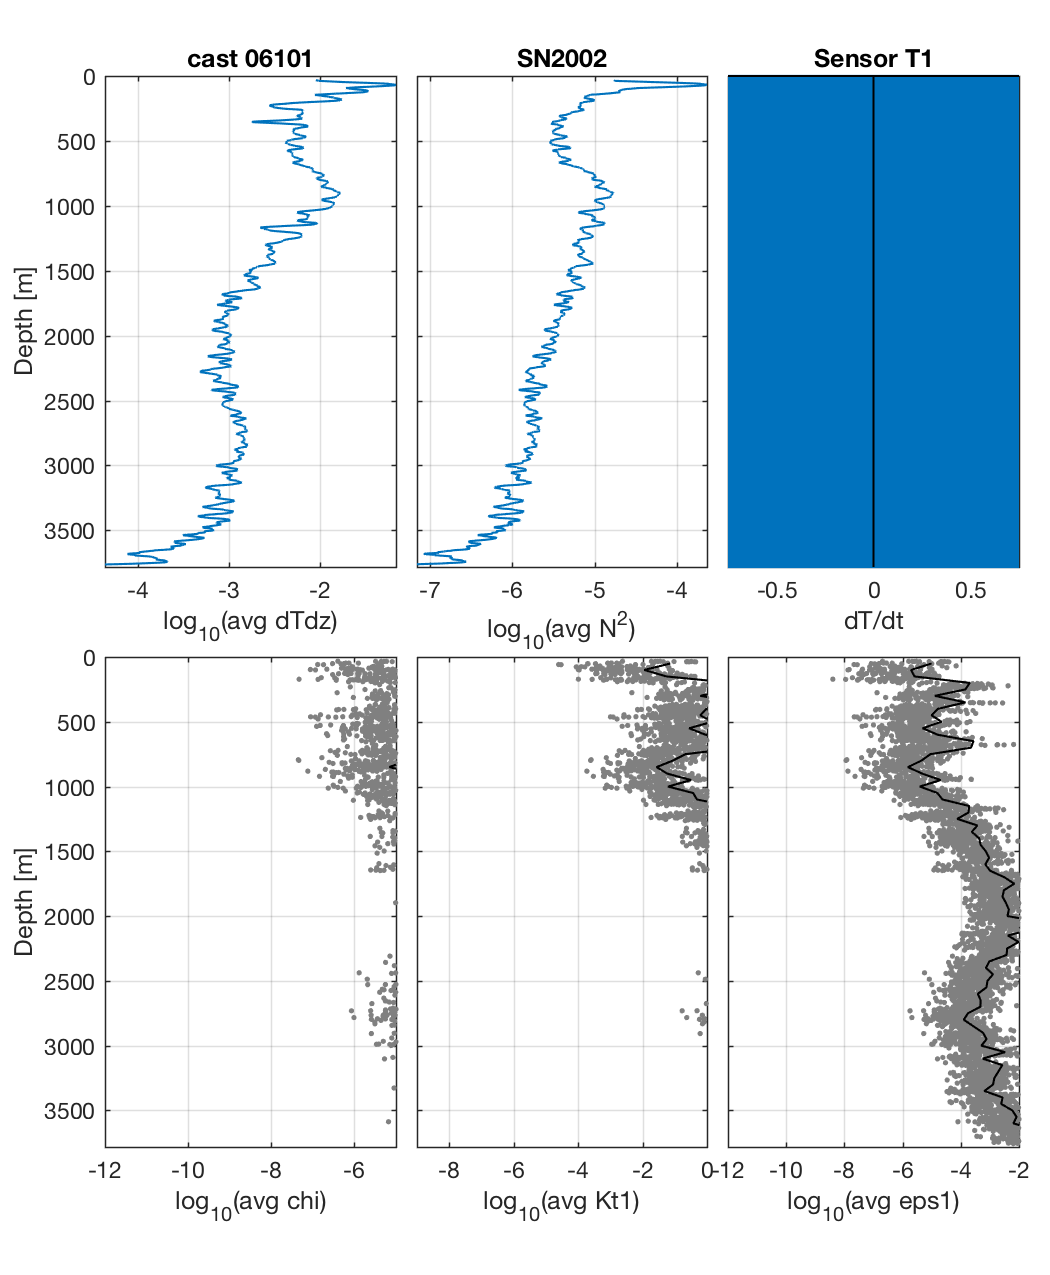 cast 06101 SN2002 Sensor T1
0
500
1000
1500
2000
2500
3000
3500
Depth [m]
-4 -3 -2 -7 -6 -5 -4 -0.5 0 0.5
log10(avg dTdz) log10(avg N2) dT/dt
0
500
1000
1500
2000
2500
3000
3500
Depth [m]
-12 -10 -8 -6 -8 -6 -4 -2 0 -12 -10 -8 -6 -4 -2
log10(avg chi) log10(avg Kt1) log10(avg eps1)